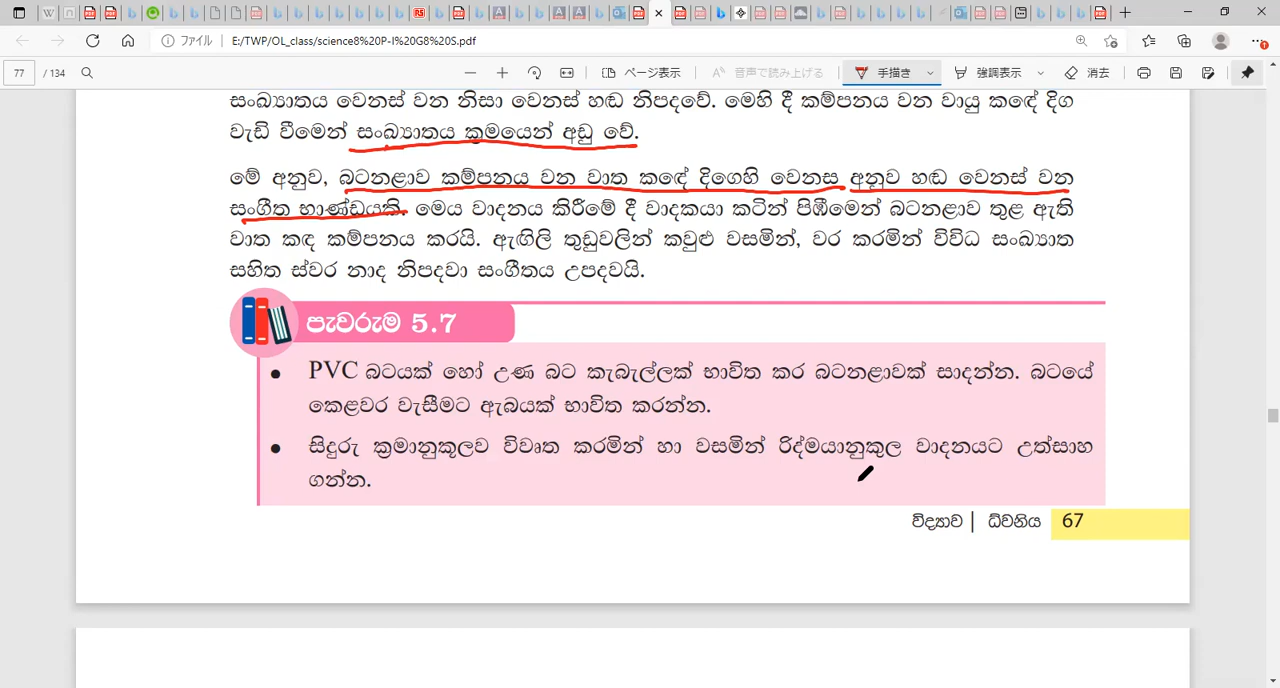 ファイル
E:/TWP/OL_class/science8%20P-I%20G8%20S.pdf
77 / 134
ページ表示
音声で読み上げる
手描き
強調表示
消去
සංඛ්‍යාතය වෙනස් වන නිසා වෙනස් හඬ නිපදවේ. මෙහි දී කම්පනය වන වායු කඳේ දිග
වැඩි වීමෙන් සංඛ්‍යාතය ක්‍රමයෙන් අඩු වේ.
මේ අනුව, බටනළාව කම්පනය වන වාත කඳේ දිගෙහි වෙනස අනුව හඬ වෙනස් වන
සංගීත භාණ්ඩයකි. මෙය වාදනය කිරීමේ දී වාදකයා කටින් පිඹීමෙන් බටනළාව තුළ ඇති
වාත කඳ කම්පනය කරයි. ඇඟිලි තුඩුවලින් කවුළු වසමින්, වර කරමින් විවිධ සංඛ්‍යාත
සහිත ස්වර නාද නිපදවා සංගීතය උපදවයි.
පැවරුම 5.7
● PVC බටයක් හෝ උණ බට කැබැල්ලක් භාවිත කර බටනළාවක් සාදන්න. බටයේ
කෙළවර වැසීමට ඇබයක් භාවිත කරන්න.
● සිදුරු ක්‍රමානුකූලව විවෘත කරමින් හා වසමින් රිද්මයානුකූල වාදනයට උත්සාහ
ගන්න.
විද්‍යාව | ධ්වනිය 67